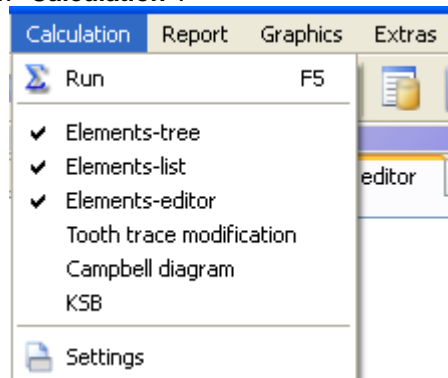 Calculation Report Graphics Extras
Run F5
Elements-tree
Elements-list
editor
Elements-editor
Tooth trace modification
Campbell diagram
KSB
Settings